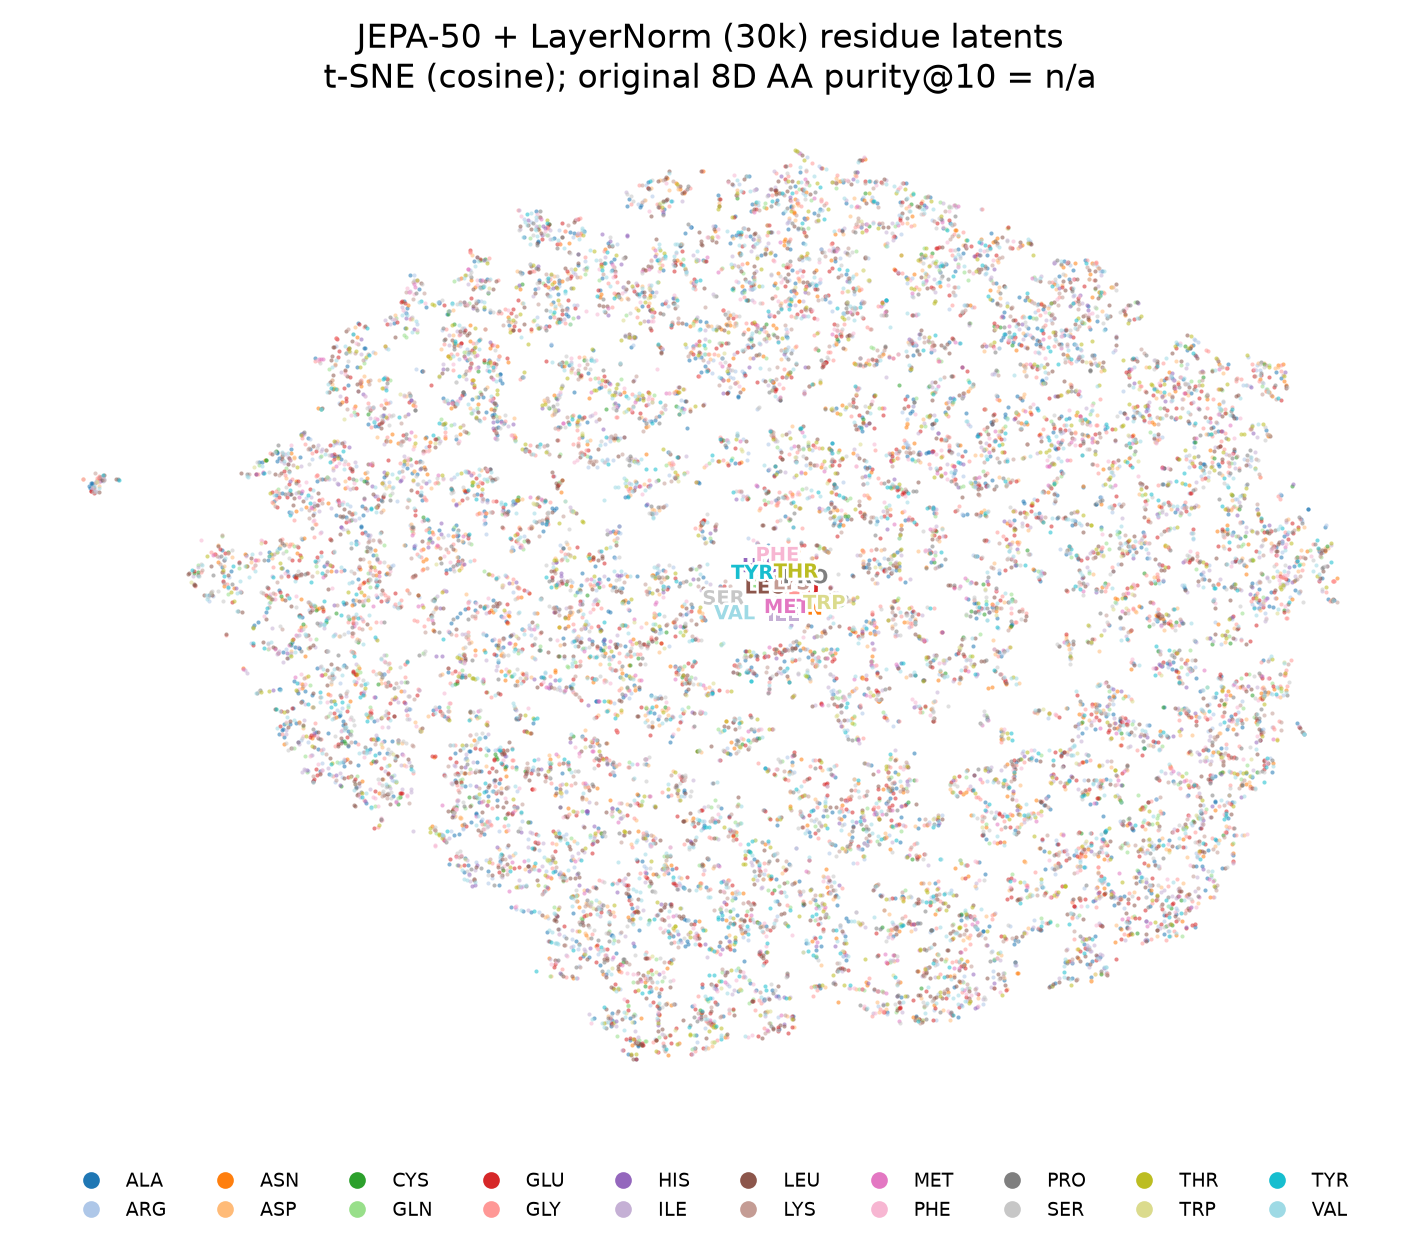 JEPA-50 + LayerNorm (30k) residue latents
t-SNE (cosine); original 8D AA purity@10 = n/a
PHE
TYR THR
SER
MET TRP
VAL
ILE
ALA ASN CYS GLU HIS LEU MET PRO THR TYR
ARG ASP GLN GLY ILE LYS PHE SER TRP VAL